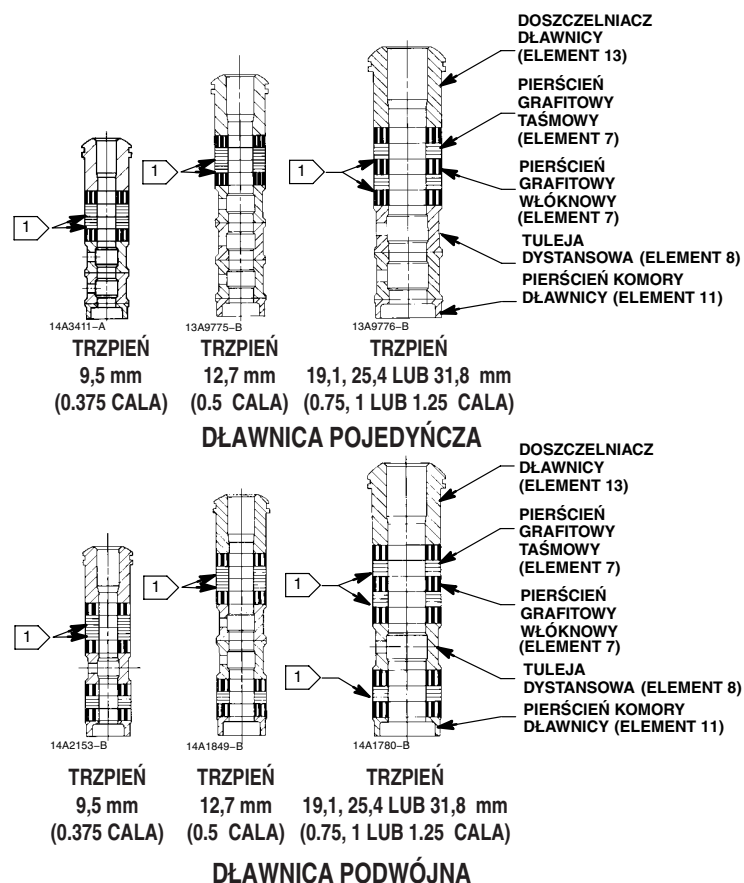 DOSZCZELNIACZ
DŁAWNICY
(ELEMENT 13)
PIERŚCIEŃ
GRAFITOWY
TAŚMOWY
(ELEMENT 7)
PIERŚCIEŃ
GRAFITOWY
WŁÓKNOWY
(ELEMENT 7)
TULEJA
DYSTANSOWA (ELEMENT 8)
PIERŚCIEŃ KOMORY
DŁAWNICY (ELEMENT 11)
1
1
1
14A3411–A
13A9775–B
13A9776–B
TRZPIEŃ
9,5 mm
(0.375 CALA)
TRZPIEŃ
12,7 mm
(0.5 CALA)
TRZPIEŃ
19,1, 25,4 LUB 31,8 mm
(0.75, 1 LUB 1.25 CALA)
DŁAWNICA POJEDYŃCZA
DOSZCZELNIACZ
DŁAWNICY
(ELEMENT 13)
PIERŚCIEŃ
GRAFITOWY
TAŚMOWY
(ELEMENT 7)
PIERŚCIEŃ
GRAFITOWY
WŁÓKNOWY
(ELEMENT 7)
TULEJA
DYSTANSOWA (ELEMENT 8)
PIERŚCIEŃ KOMORY
DŁAWNICY (ELEMENT 11)
1
1
1
1
14A2153–B
14A1849–B
14A1780–B
TRZPIEŃ
9,5 mm
(0.375 CALA)
TRZPIEŃ
12,7 mm
(0.5 CALA)
TRZPIEŃ
19,1, 25,4 LUB 31,8 mm
(0.75, 1 LUB 1.25 CALA)
DŁAWNICA PODWÓJNA